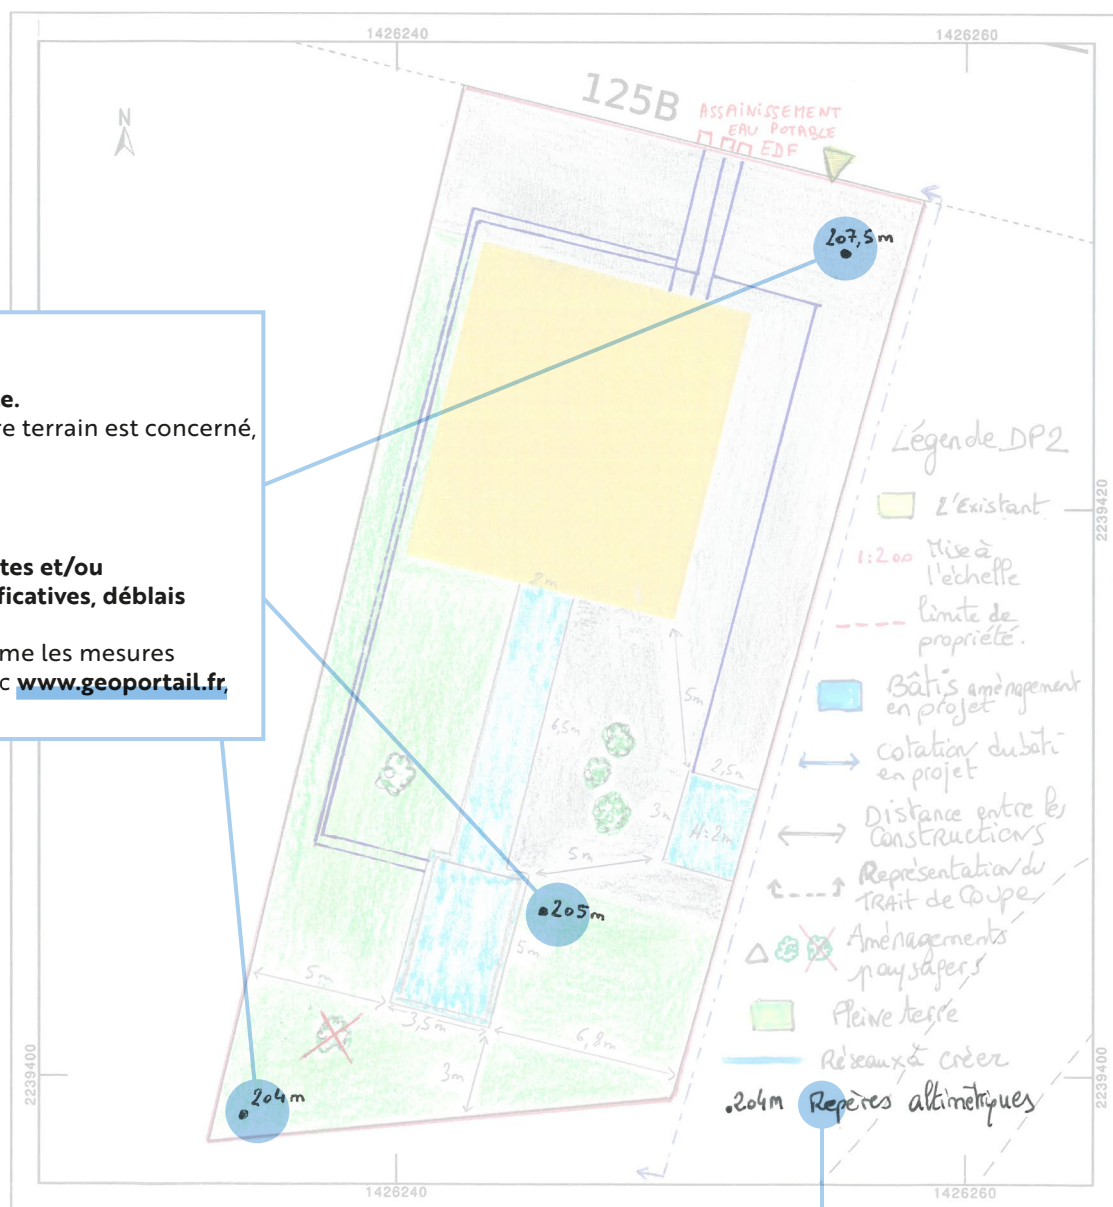 1426240
1426260
125B
N
ASSAINISSEMENT
EAU POTABLE
EDF
207,5m
e.
re terrain est concerné,
tes et/ou
ficatives, déblais
me les mesures
c www.geoportail.fr,
Légende DP2
L'Existant
1:200 Mise à
l'échelle
limite de
propriété.
Bâtis aménagement
en projet
cotation du bâti
en projet
Distance entre les
CONSTRUCTIONS
Représentation du
TRAit de Coupe
Aménagements
paysagers
Pleine terre
Réseaux à créer
.204m Repères altimétriques
2239420
2m
5m
6,5m
2,5m
3m
H:2m
5m
205m
5m
5m
3,5m
6,8m
3m
204m
2239400
2239400
1426240
1426260